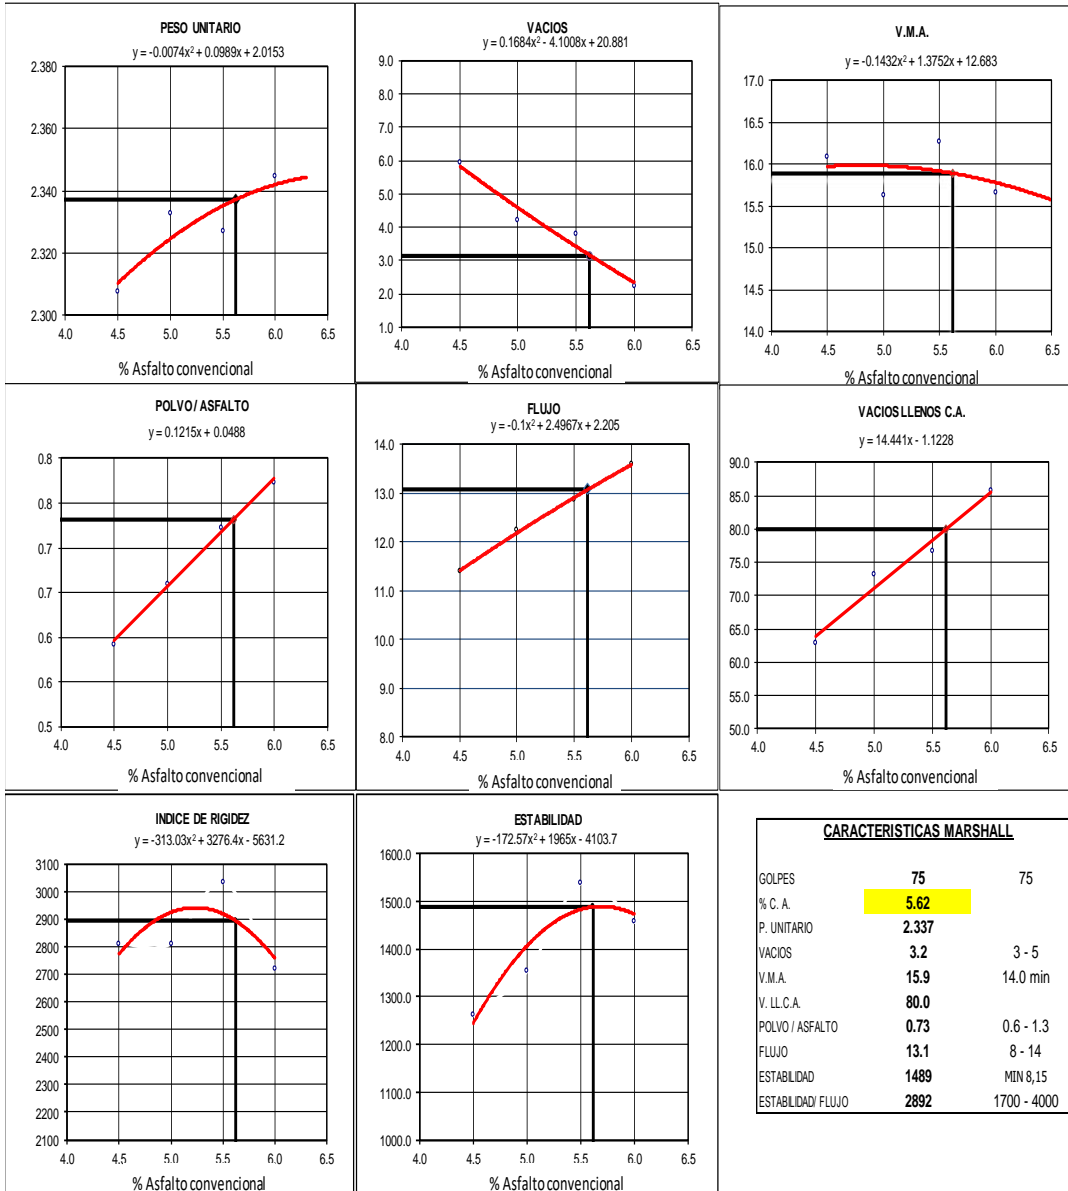 PESO UNITARIO
y = -0.0074x² + 0.0989x + 2.0153
2.380
2.360
2.340
2.320
2.300
4.0 4.5 5.0 5.5 6.0 6.5
% Asfalto convencional
VACIOS
y = 0.1684x² - 4.1008x + 20.881
9.0
8.0
7.0
6.0
5.0
4.0
3.0
2.0
1.0
4.0 4.5 5.0 5.5 6.0 6.5
% Asfalto convencional
V.M.A.
y = -0.1432x² + 1.3752x + 12.683
17.0
16.5
16.0
15.5
15.0
14.5
14.0
4.0 4.5 5.0 5.5 6.0 6.5
% Asfalto convencional
POLVO / ASFALTO
y = 0.1215x + 0.0488
0.8
0.8
0.7
0.7
0.6
0.6
0.5
4.0 4.5 5.0 5.5 6.0 6.5
% Asfalto convencional
FLUJO
y = -0.1x² + 2.4967x + 2.205
14.0
13.0
12.0
11.0
10.0
9.0
8.0
4.0 4.5 5.0 5.5 6.0 6.5
% Asfalto convencional
VACIOS LLENOS C.A.
y = 14.441x - 1.1228
90.0
85.0
80.0
75.0
70.0
65.0
60.0
55.0
50.0
4.0 4.5 5.0 5.5 6.0 6.5
% Asfalto convencional
INDICE DE RIGIDEZ
y = -313.03x² + 3276.4x - 5631.2
3100
3000
2900
2800
2700
2600
2500
2400
2300
2200
2100
4.0 4.5 5.0 5.5 6.0 6.5
% Asfalto convencional
ESTABILIDAD
y = -172.57x² + 1965x - 4103.7
1600.0
1500.0
1400.0
1300.0
1200.0
1100.0
1000.0
4.0 4.5 5.0 5.5 6.0 6.5
% Asfalto convencional
CARACTERISTICAS MARSHALL
GOLPES 75 75
% C. A. 5.62
P. UNITARIO 2.337
VACIOS 3.2 3 - 5
V.M.A. 15.9 14.0 min
V. LL.C.A. 80.0
POLVO / ASFALTO 0.73 0.6 - 1.3
FLUJO 13.1 8 - 14
ESTABILIDAD 1489 MIN 8,15
ESTABILIDAD/ FLUJO 2892 1700 - 4000